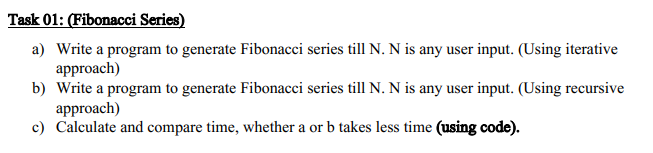 Task 01: (Fibonacci Series)
a) Write a program to generate Fibonacci series till N. N is any user input. (Using iterative
approach)
b) Write a program to generate Fibonacci series till N. N is any user input. (Using recursive
approach)
c) Calculate and compare time, whether a or b takes less time (using code).